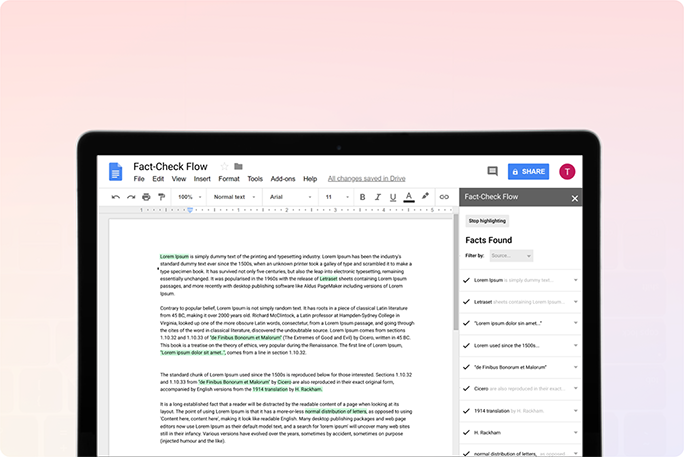 Fact-Check Flow
File Edit View Insert Format Tools Add-ons Help All changes saved in Drive
SHARE
T
100% Normal text Arial 11 B I U A
Fact-Check Flow
Stop highlighting
Facts Found
Filter by: Source...
Lorem Ipsum is simply dummy text...
Letraset sheets containing Lorem Ipsum...
"Lorem ipsum dolor sin amet..."
Lorem used since the 1500s...
"de Finibus Bonorum et Malorum"
Cicero are also reproduced in their exact...
1914 translation by H. Rackham.
H. Rackham
normal distribution of letters, as opposed
Lorem Ipsum is simply dummy text of the printing and typesetting industry. Lorem Ipsum has been the industry's
standard dummy text ever since the 1500s, when an unknown printer took a galley of type and scrambled it to make a
type specimen book. It has survived not only five centuries, but also the leap into electronic typesetting, remaining
essentially unchanged. It was popularised in the 1960s with the release of Letraset sheets containing Lorem Ipsum
passages, and more recently with desktop publishing software like Aldus PageMaker including versions of Lorem
Ipsum.
Contrary to popular belief, Lorem Ipsum is not simply random text. It has roots in a piece of classical Latin literature
from 45 BC, making it over 2000 years old. Richard McClintock, a Latin professor at Hampden-Sydney College in
Virginia, looked up one of the more obscure Latin words, consectetur, from a Lorem Ipsum passage, and going through
the cites of the word in classical literature, discovered the undoubtable source. Lorem Ipsum comes from sections
1.10.32 and 1.10.33 of "de Finibus Bonorum et Malorum" (The Extremes of Good and Evil) by Cicero, written in 45 BC.
This book is a treatise on the theory of ethics, very popular during the Renaissance. The first line of Lorem Ipsum,
"Lorem ipsum dolor sit amet..", comes from a line in section 1.10.32.
The standard chunk of Lorem Ipsum used since the 1500s is reproduced below for those interested. Sections 1.10.32
and 1.10.33 from "de Finibus Bonorum et Malorum" by Cicero are also reproduced in their exact original form,
accompanied by English versions from the 1914 translation by H. Rackham.
It is a long established fact that a reader will be distracted by the readable content of a page when looking at its
layout. The point of using Lorem Ipsum is that it has a more-or-less normal distribution of letters, as opposed to using
'Content here, content here', making it look like readable English. Many desktop publishing packages and web page
editors now use Lorem Ipsum as their default model text, and a search for 'lorem ipsum' will uncover many web sites
still in their infancy. Various versions have evolved over the years, sometimes by accident, sometimes on purpose
(injected humour and the like).